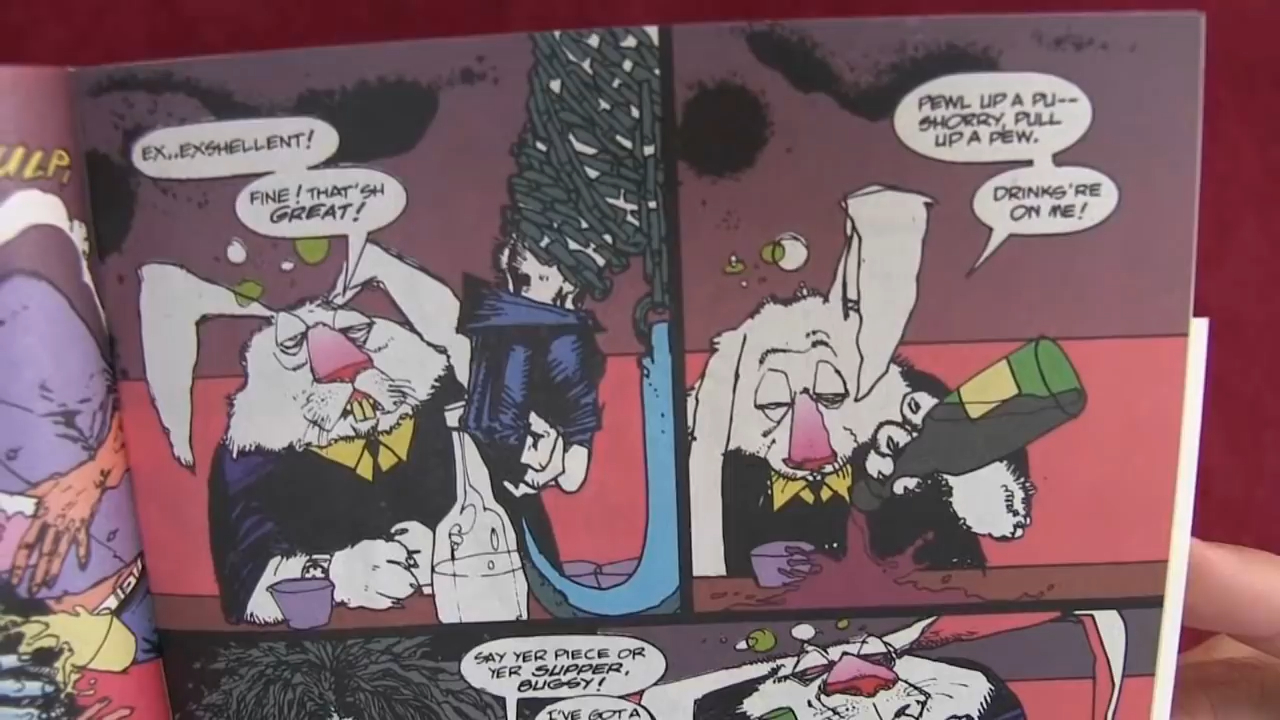 ULP.
EX..EXSHELLENT!
FINE! THAT'SH
GREAT!
PEWL UP A PU--
SHORRY, PULL
UP A PEW.
DRINKS'RE
ON ME!
SAY YER PIECE OR
YER SUPPER,
BUGSY!
I'VE GOT A